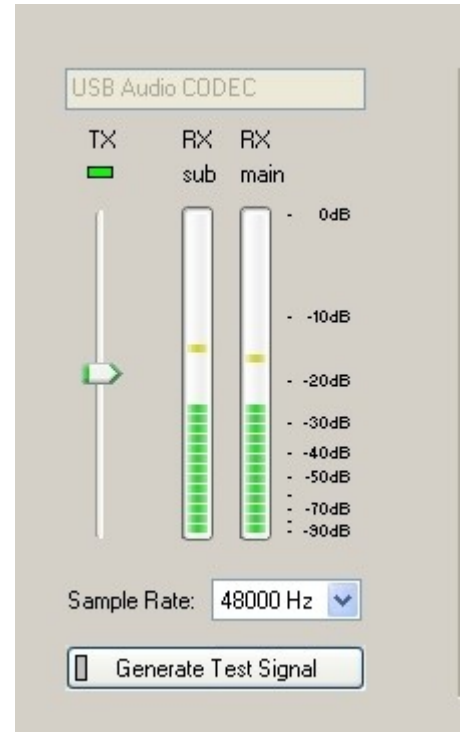 USB Audio CODEC
TX RX RX
sub main
0dB
-10dB
-20dB
-30dB
-40dB
-50dB
-70dB
-90dB
Sample Rate: 48000 Hz
Generate Test Signal